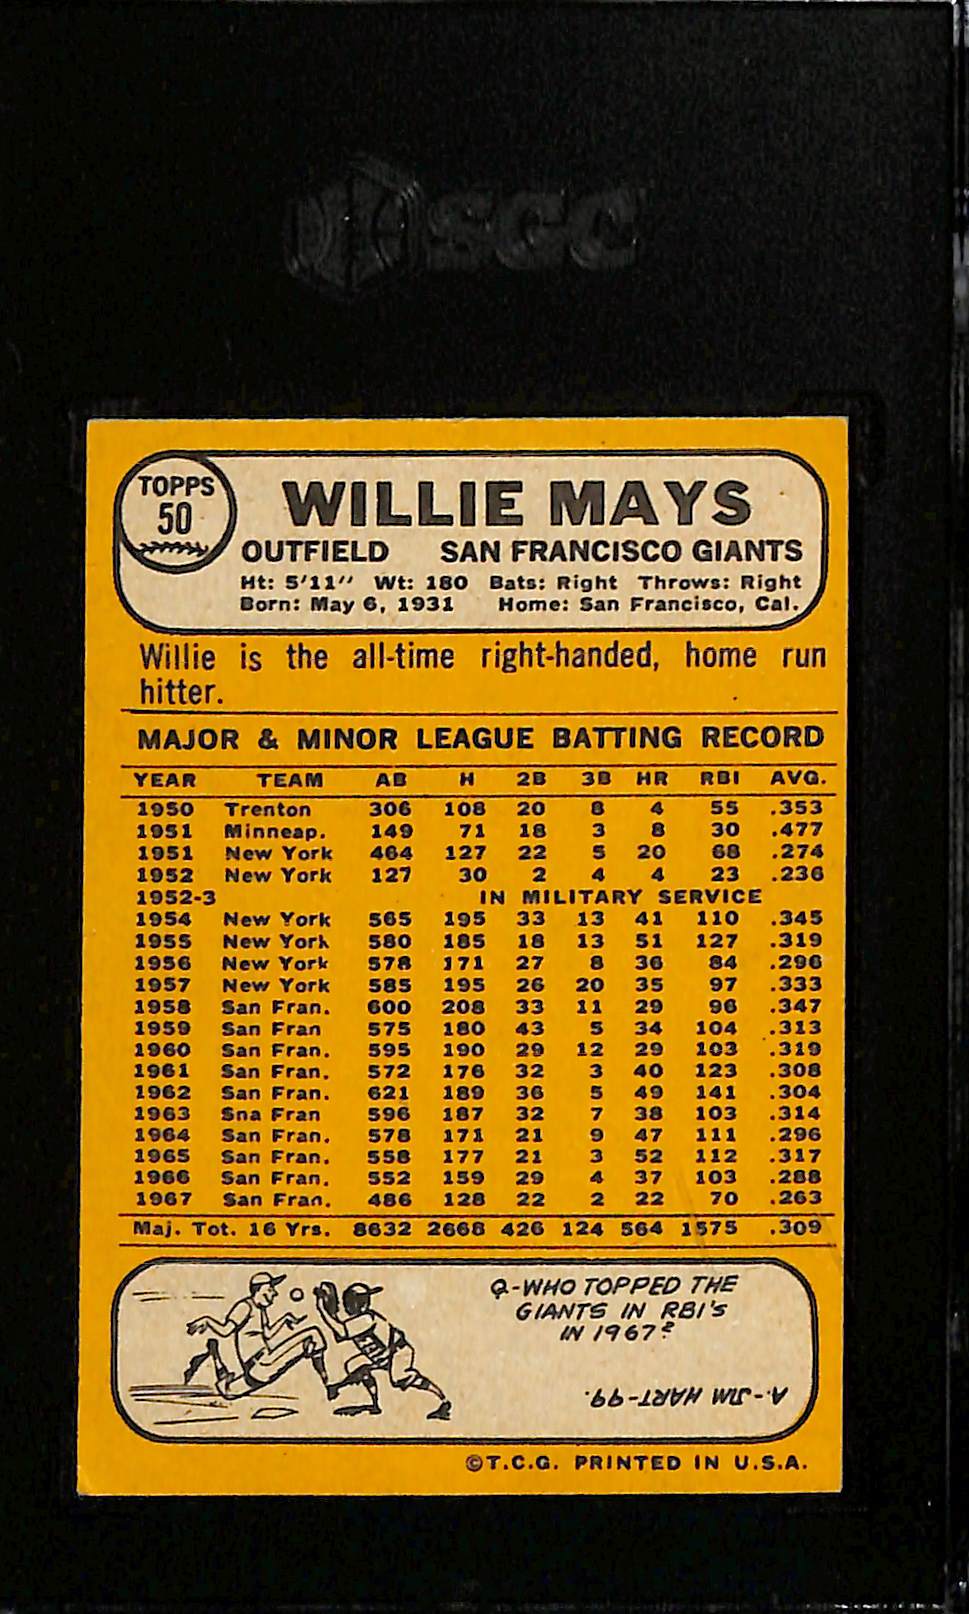 SGC
TOPPS
50
WILLIE MAYS
OUTFIELD SAN FRANCISCO GIANTS
Ht: 5'11" Wt: 180 Bats: Right Throws: Right
Born: May 6, 1931 Home: San Francisco, Cal.
Willie is the all-time right-handed, home run
hitter.
MAJOR & MINOR LEAGUE BATTING RECORD
YEAR TEAM AB H 2B 3B HR RBI AVG.
1950 Trenton 306 108 20 8 4 55 .353
1951 Minneap. 149 71 18 3 8 30 .477
1951 New York 464 127 22 5 20 68 .274
1952 New York 127 30 2 4 4 23 .236
1952-3 IN MILITARY SERVICE
1954 New York 565 195 33 13 41 110 .345
1955 New York 580 185 18 13 51 127 .319
1956 New York 578 171 27 8 36 84 .296
1957 New York 585 195 26 20 35 97 .333
1958 San Fran. 600 208 33 11 29 96 .347
1959 San Fran 575 180 43 5 34 104 .313
1960 San Fran. 595 190 29 12 29 103 .319
1961 San Fran. 572 176 32 3 40 123 .308
1962 San Fran. 621 189 36 5 49 141 .304
1963 Sna Fran 596 187 32 7 38 103 .314
1964 San Fran. 578 171 21 9 47 111 .296
1965 San Fran. 558 177 21 3 52 112 .317
1966 San Fran. 552 159 29 4 37 103 .288
1967 San Fran. 486 128 22 2 22 70 .263
Maj. Tot. 16 Yrs. 8632 2668 426 124 564 1575 .309
Q-WHO TOPPED THE
GIANTS IN RBI'S
IN 1967?
A-JIM HART-99.
©T.C.G. PRINTED IN U.S.A.